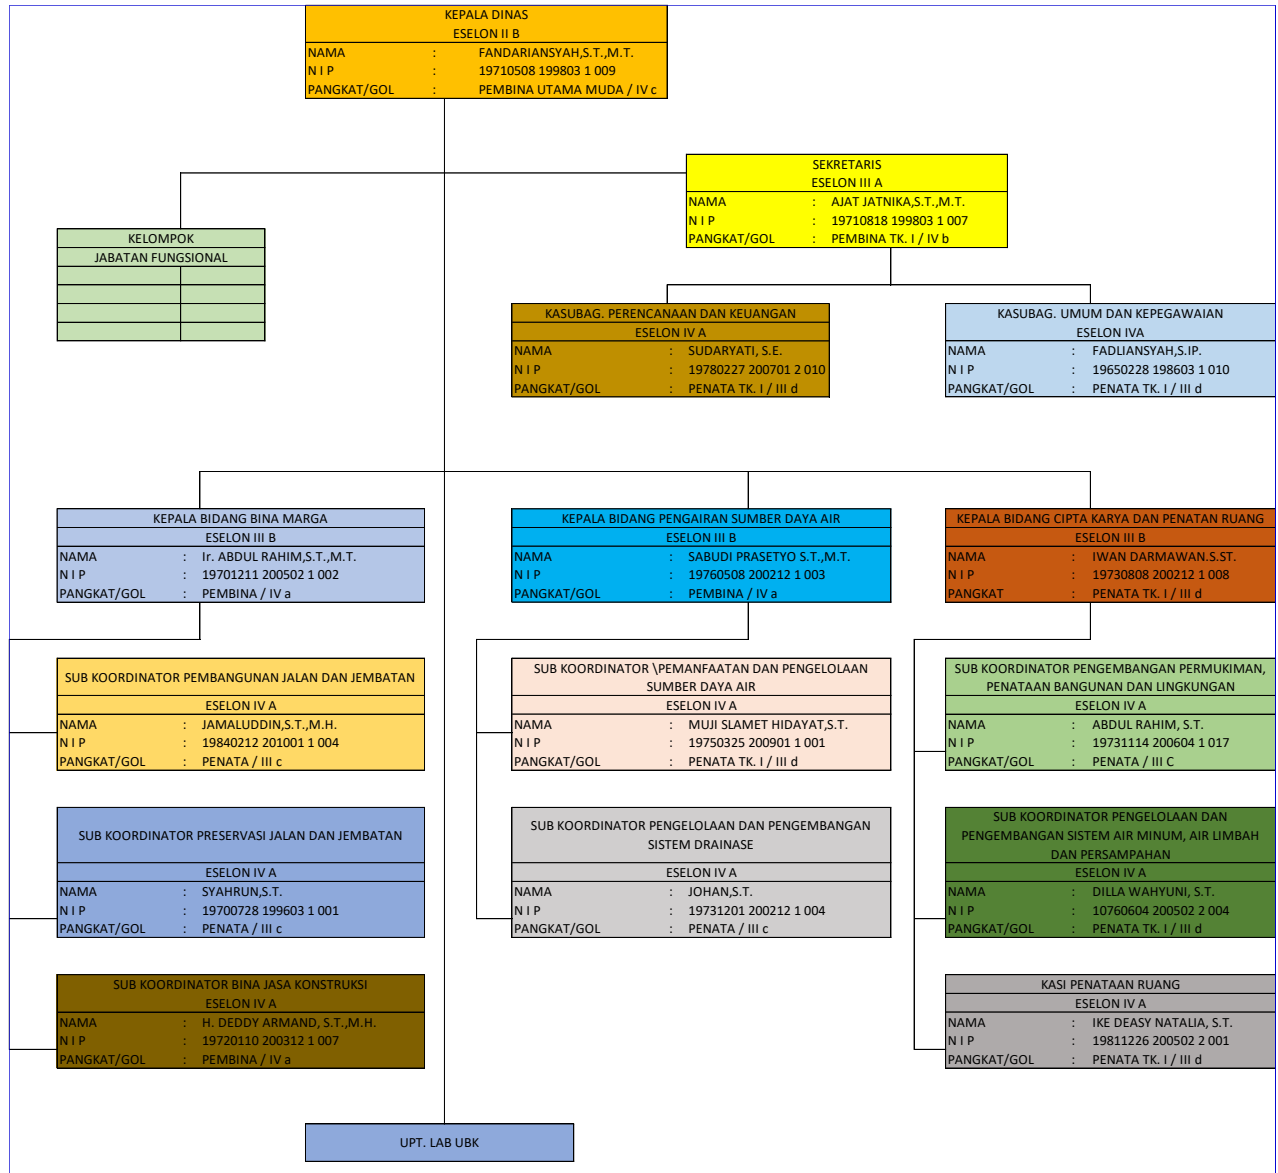 KEPALA DINAS
ESELON II B
NAMA : FANDARIANSYAH,S.T.,M.T.
N I P : 19710508 199803 1 009
PANGKAT/GOL : PEMBINA UTAMA MUDA / IV c
SEKRETARIS
ESELON III A
NAMA : AJAT JATNIKA,S.T.,M.T.
N I P : 19710818 199803 1 007
PANGKAT/GOL : PEMBINA TK. I / IV b
KELOMPOK
JABATAN FUNGSIONAL
KASUBAG. PERENCANAAN DAN KEUANGAN
ESELON IV A
NAMA : SUDARYATI, S.E.
N I P : 19780227 200701 2 010
PANGKAT/GOL : PENATA TK. I / III d
KASUBAG. UMUM DAN KEPEGAWAIAN
ESELON IVA
NAMA : FADLIANSYAH,S.IP.
N I P : 19650228 198603 1 010
PANGKAT/GOL : PENATA TK. I / III d
KEPALA BIDANG BINA MARGA
ESELON III B
NAMA : Ir. ABDUL RAHIM,S.T.,M.T.
N I P : 19701211 200502 1 002
PANGKAT/GOL : PEMBINA / IV a
KEPALA BIDANG PENGAIRAN SUMBER DAYA AIR
ESELON III B
NAMA : SABUDI PRASETYO S.T.,M.T.
N I P : 19760508 200212 1 003
PANGKAT/GOL : PEMBINA / IV a
KEPALA BIDANG CIPTA KARYA DAN PENATAN RUANG
ESELON III B
NAMA : IWAN DARMAWAN.S.ST.
N I P : 19730808 200212 1 008
PANGKAT : PENATA TK. I / III d
SUB KOORDINATOR PEMBANGUNAN JALAN DAN JEMBATAN
ESELON IV A
NAMA : JAMALUDDIN,S.T.,M.H.
N I P : 19840212 201001 1 004
PANGKAT/GOL : PENATA / III c
SUB KOORDINATOR \PEMANFAATAN DAN PENGELOLAAN
SUMBER DAYA AIR
ESELON IV A
NAMA : MUJI SLAMET HIDAYAT,S.T.
N I P : 19750325 200901 1 001
PANGKAT/GOL : PENATA TK. I / III d
SUB KOORDINATOR PENGEMBANGAN PERMUKIMAN,
PENATAAN BANGUNAN DAN LINGKUNGAN
ESELON IV A
NAMA : ABDUL RAHIM, S.T.
N I P : 19731114 200604 1 017
PANGKAT/GOL : PENATA / III C
SUB KOORDINATOR PRESERVASI JALAN DAN JEMBATAN
ESELON IV A
NAMA : SYAHRUN,S.T.
N I P : 19700728 199603 1 001
PANGKAT/GOL : PENATA / III c
SUB KOORDINATOR PENGELOLAAN DAN PENGEMBANGAN
SISTEM DRAINASE
ESELON IV A
NAMA : JOHAN,S.T.
N I P : 19731201 200212 1 004
PANGKAT/GOL : PENATA / III c
SUB KOORDINATOR PENGELOLAAN DAN
PENGEMBANGAN SISTEM AIR MINUM, AIR LIMBAH
DAN PERSAMPAHAN
ESELON IV A
NAMA : DILLA WAHYUNI, S.T.
N I P : 10760604 200502 2 004
PANGKAT/GOL : PENATA TK. I / III d
SUB KOORDINATOR BINA JASA KONSTRUKSI
ESELON IV A
NAMA : H. DEDDY ARMAND, S.T.,M.H.
N I P : 19720110 200312 1 007
PANGKAT/GOL : PEMBINA / IV a
KASI PENATAAN RUANG
ESELON IV A
NAMA : IKE DEASY NATALIA, S.T.
N I P : 19811226 200502 2 001
PANGKAT/GOL : PENATA TK. I / III d
UPT. LAB UBK